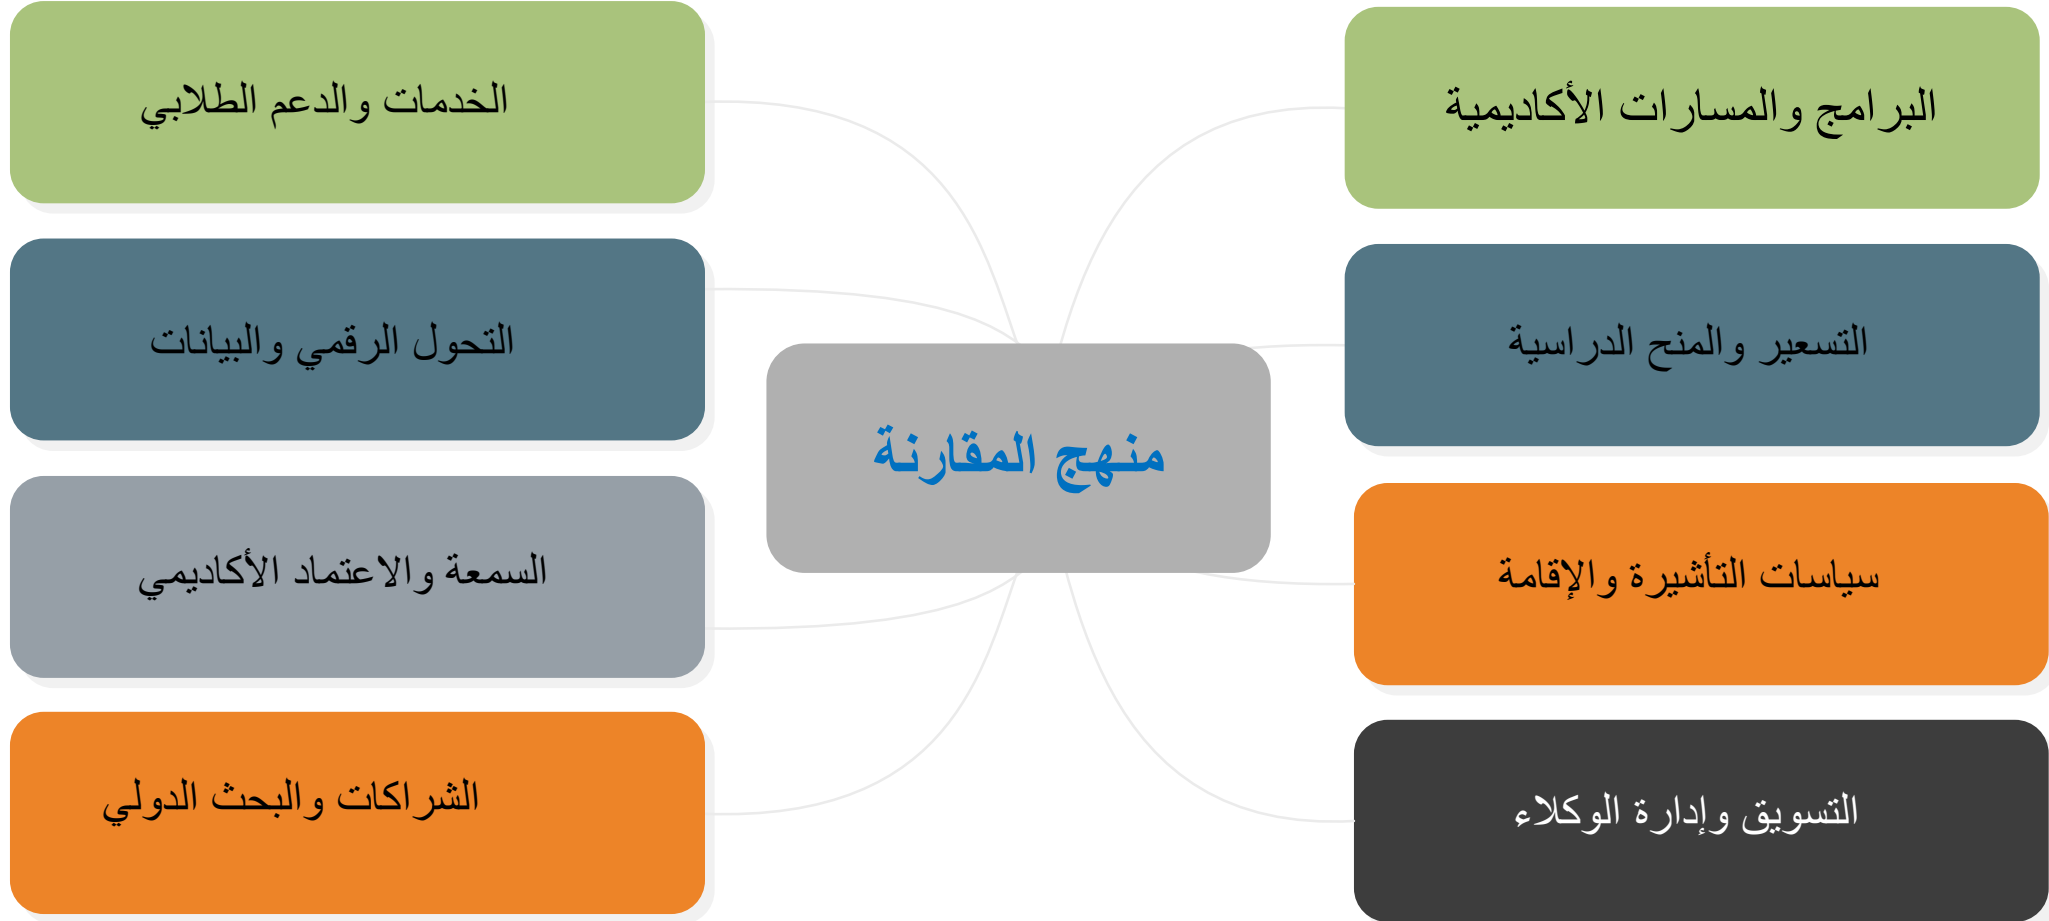 البرامج والمسارات الأكاديمية
التسعير والمنح الدراسية
سياسات التأشيرة والإقامة
التسويق وإدارة الوكلاء
منهج المقارنة
الخدمات والدعم الطلابي
التحول الرقمي والبيانات
السمعة والاعتماد الأكاديمي
الشراكات والبحث الدولي